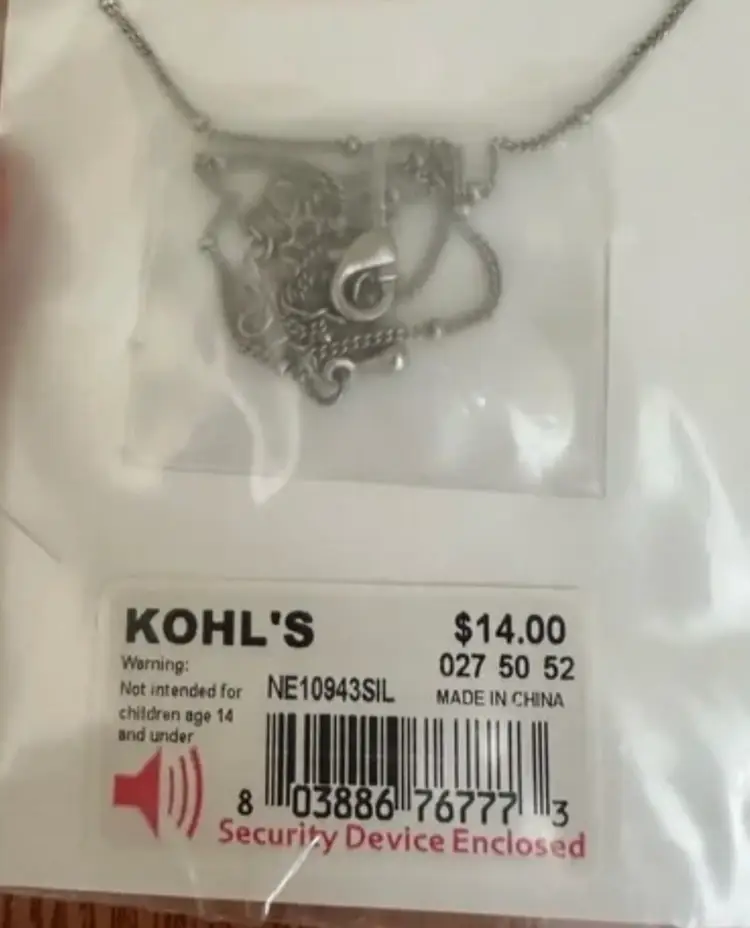 KOHL'S
$14.00
027 50 52
Warning:
Not intended for
children age 14
and under
NE10943SIL
MADE IN CHINA
8 03886 76777 3
Security Device Enclosed